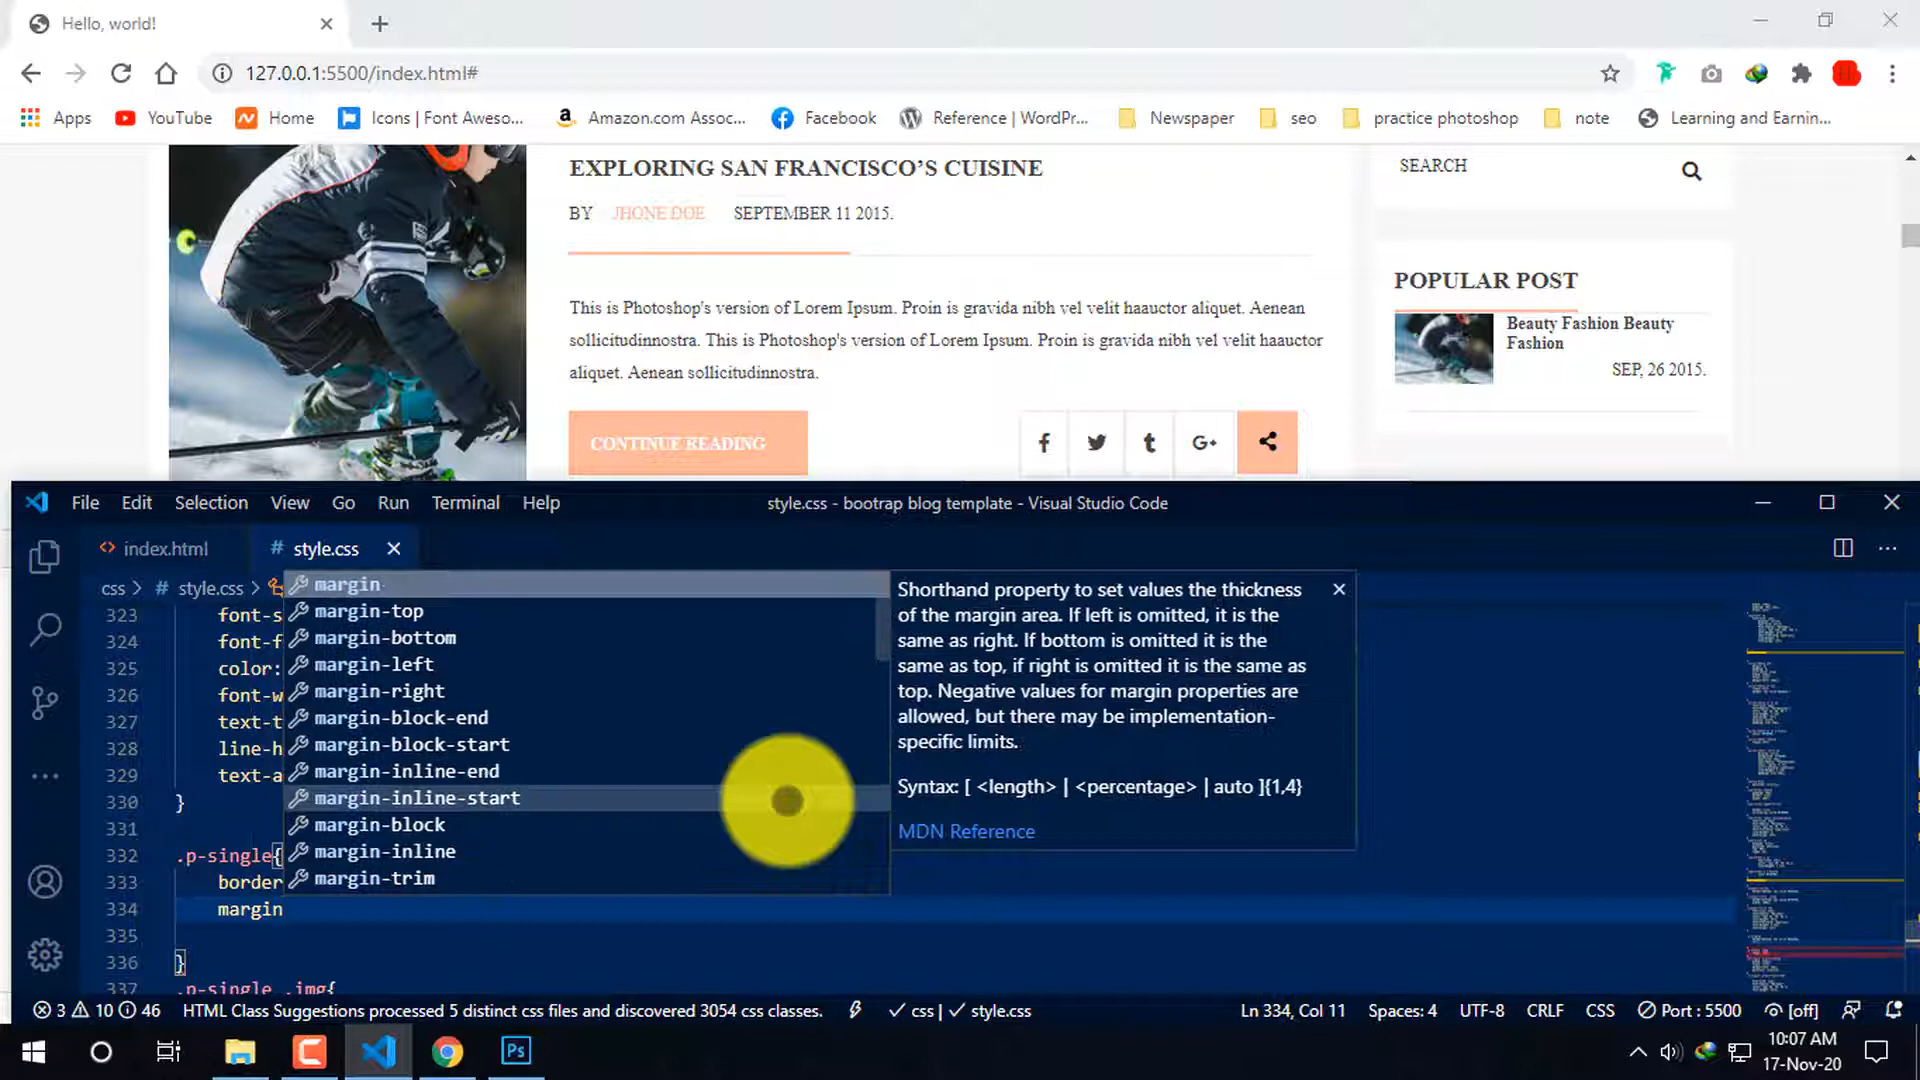 Hello, world!
127.0.0.1:5500/index.html#
Apps YouTube Home Icons | Font Aweso... Amazon.com Assoc... Facebook Reference | WordPr... Newspaper seo practice photoshop note Learning and Earnin...
EXPLORING SAN FRANCISCO'S CUISINE
BY JHONE DOE SEPTEMBER 11 2015.
This is Photoshop's version of Lorem Ipsum. Proin is gravida nibh vel velit haauctor aliquet. Aenean
sollicitudinnostra. This is Photoshop's version of Lorem Ipsum. Proin is gravida nibh vel velit haauctor
aliquet. Aenean sollicitudinnostra.
CONTINUE READING
SEARCH
POPULAR POST
Beauty Fashion Beauty
Fashion
SEP, 26 2015.
File Edit Selection View Go Run Terminal Help style.css - bootrap blog template - Visual Studio Code
index.html # style.css
css > # style.css >
323 font-s
324 font-f
325 color:
326 font-w
327 text-t
328 line-h
329 text-a
330 }
331
332 .p-single{
333 border
334 margin
335
336 }
337 .p-single .img{
margin
margin-top
margin-bottom
margin-left
margin-right
margin-block-end
margin-block-start
margin-inline-end
margin-inline-start
margin-block
margin-inline
margin-trim
Shorthand property to set values the thickness
of the margin area. If left is omitted, it is the
same as right. If bottom is omitted it is the
same as top, if right is omitted it is the same as
top. Negative values for margin properties are
allowed, but there may be implementation-
specific limits.
Syntax: [ <length> | <percentage> | auto ]{1,4}
MDN Reference
3 10 46 HTML Class Suggestions processed 5 distinct css files and discovered 3054 css classes. css | style.css Ln 334, Col 11 Spaces: 4 UTF-8 CRLF CSS Port : 5500 [off]
Ps
10:07 AM
17-Nov-20